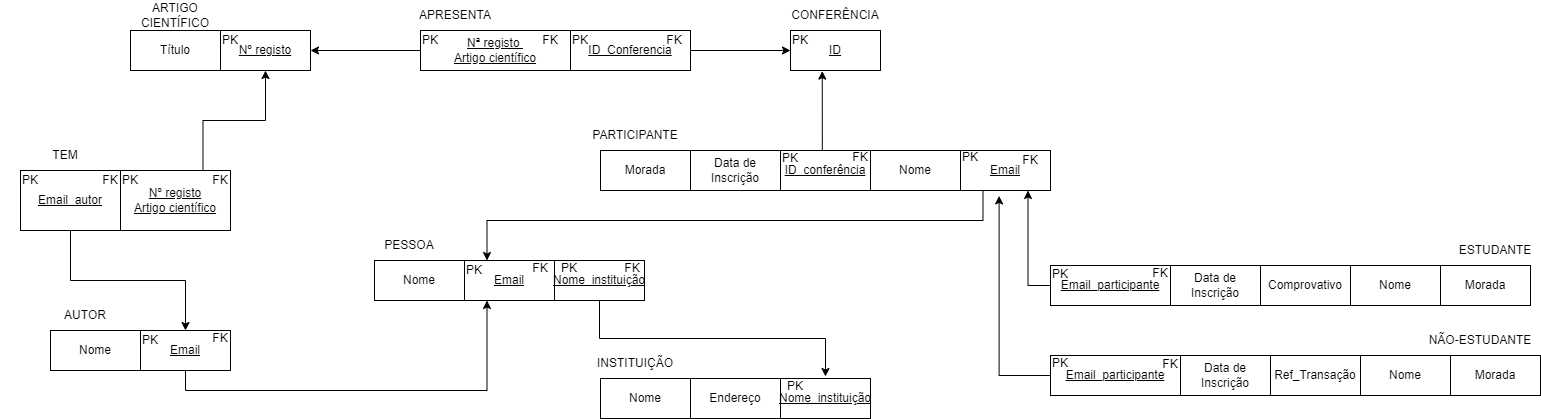 ARTIGO
CIENTÍFICO
APRESENTA
CONFERÊNCIA
Título
PK
Nº registo
PK
Nª registo
Artigo científico
FK
PK
ID_Conferencia
FK
PK
ID
PARTICIPANTE
Morada
Data de
Inscrição
PK
FK
ID_conferência
Nome
PK
FK
Email
TEM
PK
FK
Email_autor
PK
FK
Nº registo
Artigo científico
PESSOA
Nome
PK
FK
Email
PK
FK
Nome_instituição
ESTUDANTE
PK
FK
Email_participante
Data de
Inscrição
Comprovativo
Nome
Morada
AUTOR
Nome
PK
FK
Email
NÃO-ESTUDANTE
PK
FK
Email_participante
Data de
Inscrição
Ref_Transação
Nome
Morada
INSTITUIÇÃO
Nome
Endereço
PK
Nome_instituição